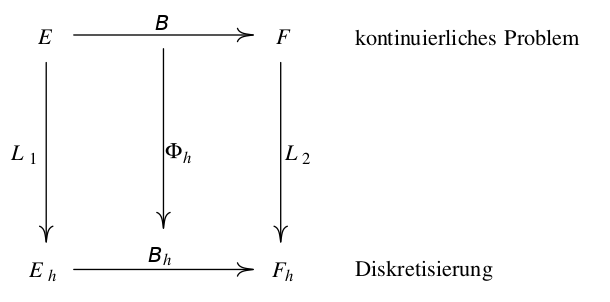 B
E F kontinuierliches Problem
L 1 Φh L 2
Bh
E h Fh Diskretisierung